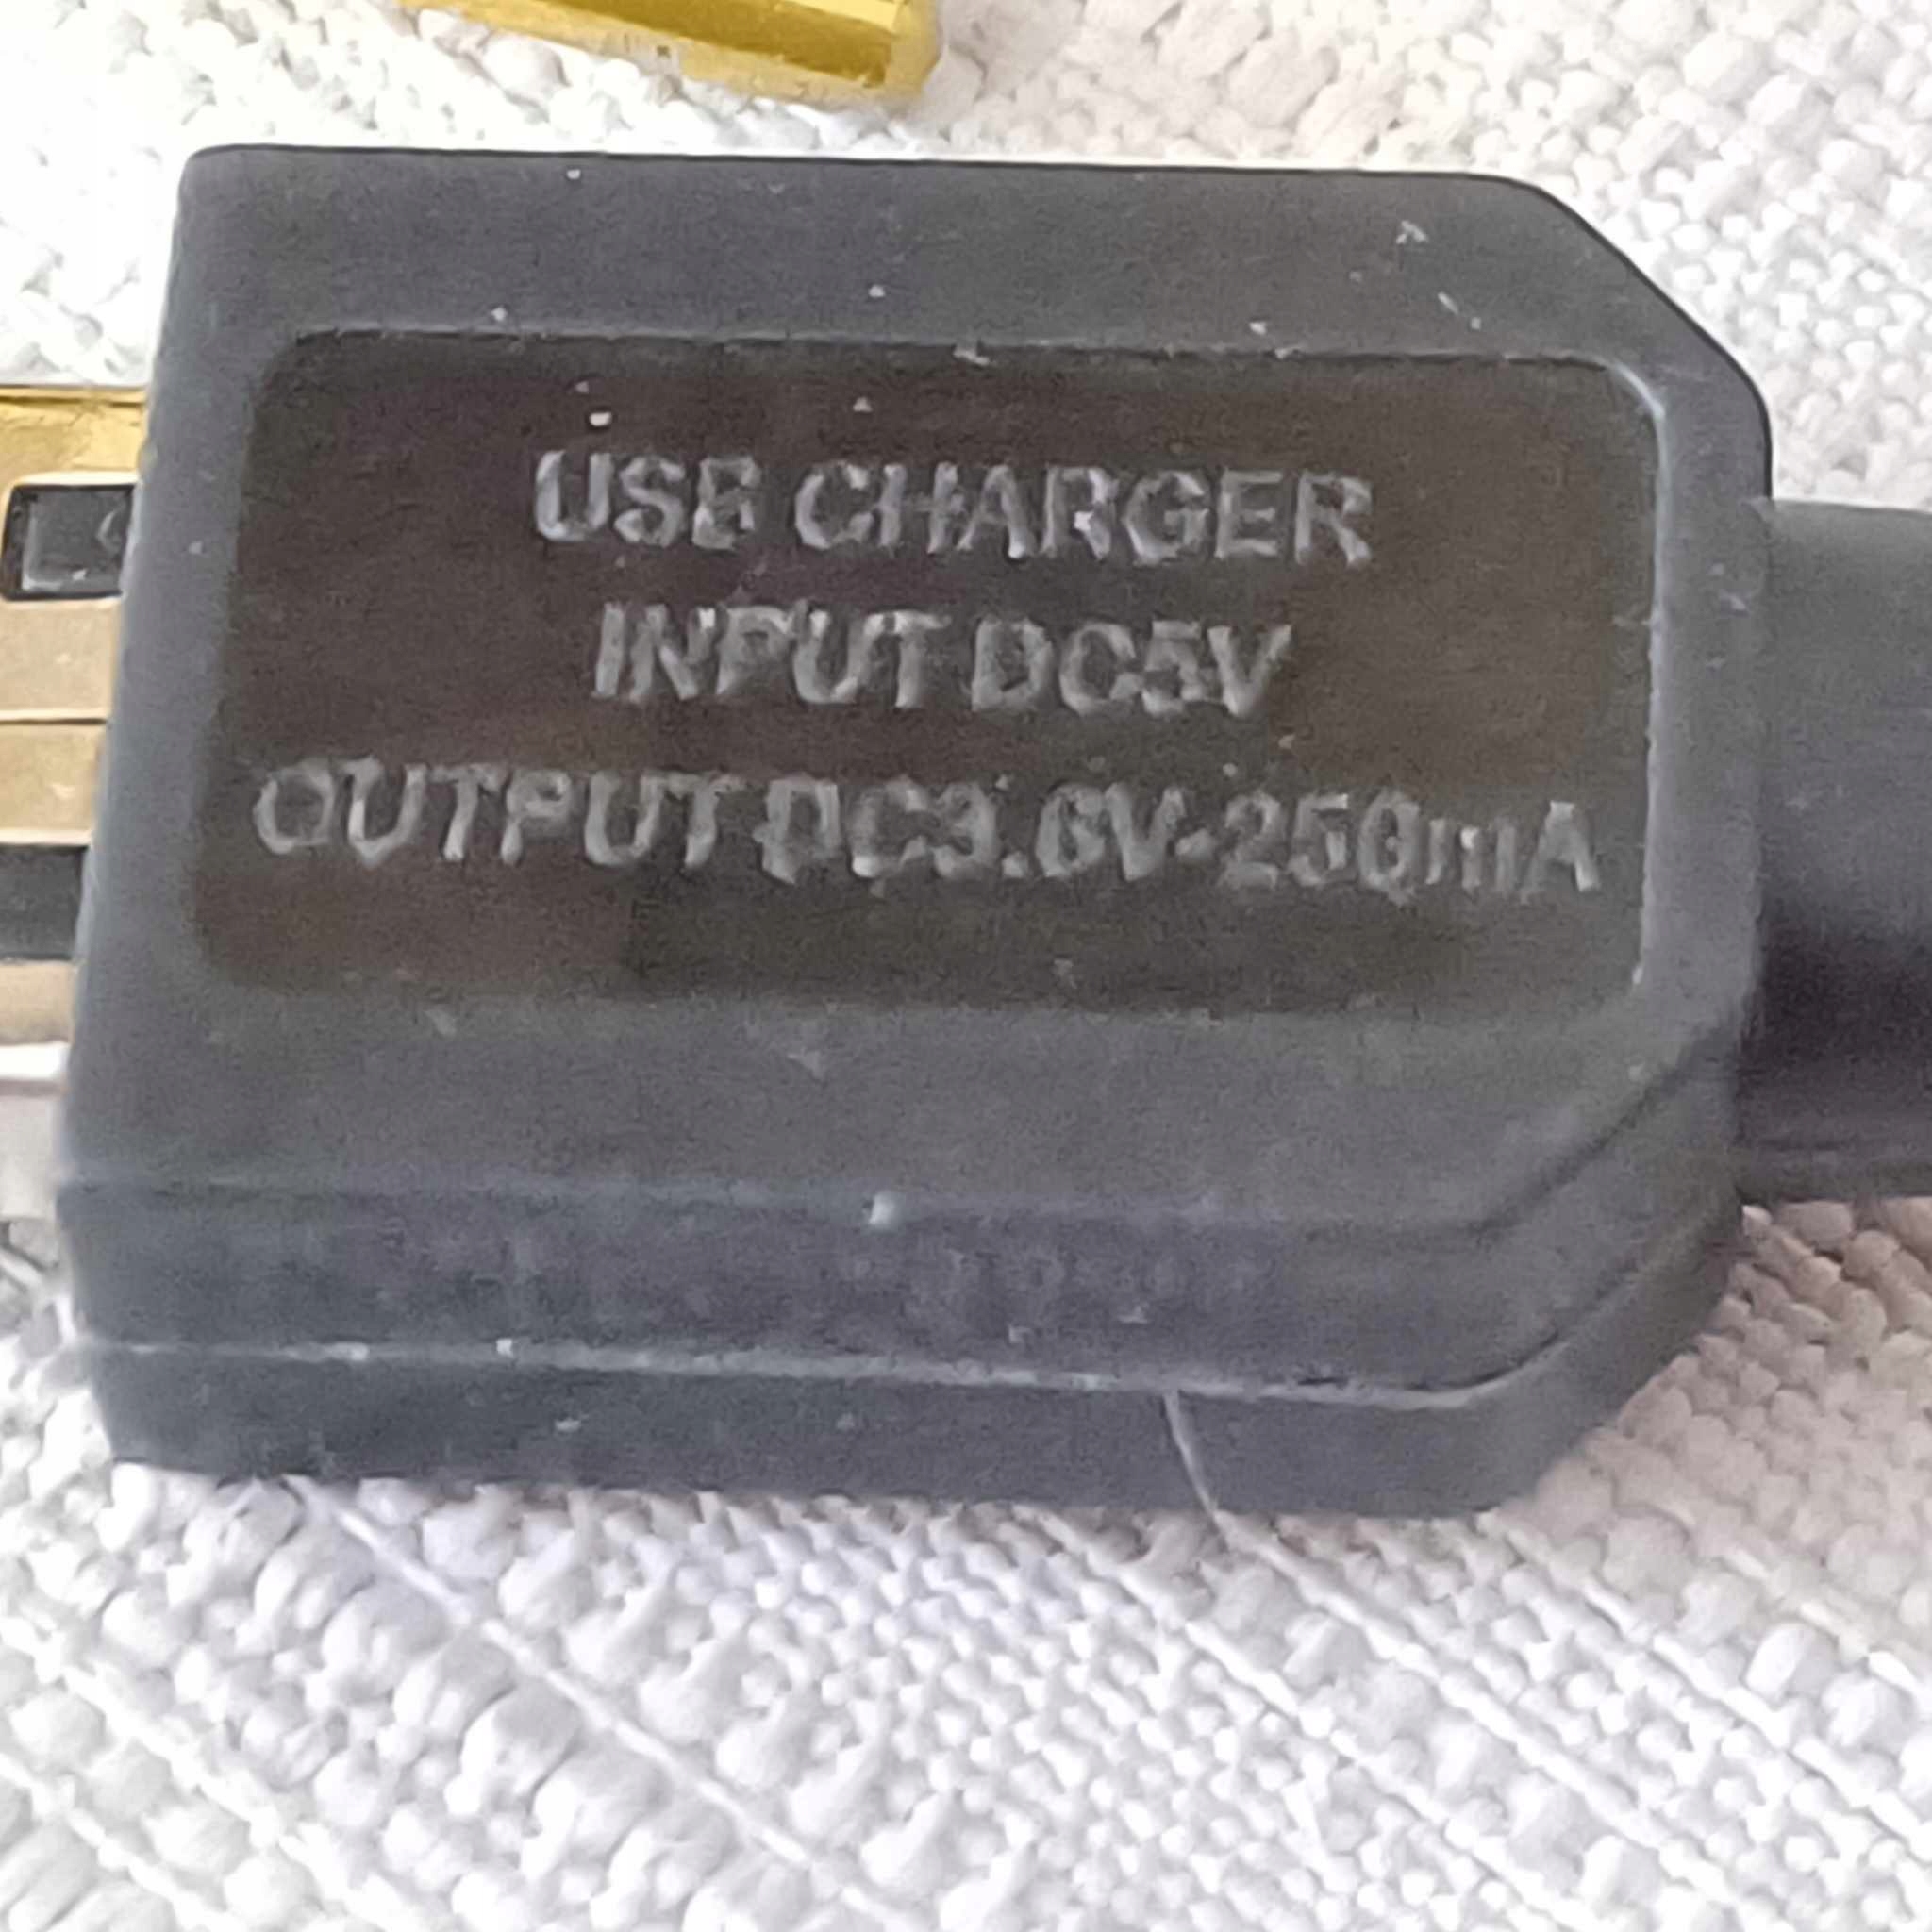 USB CHARGER
INPUT DC5V
OUTPUT DC3.6V-250mA